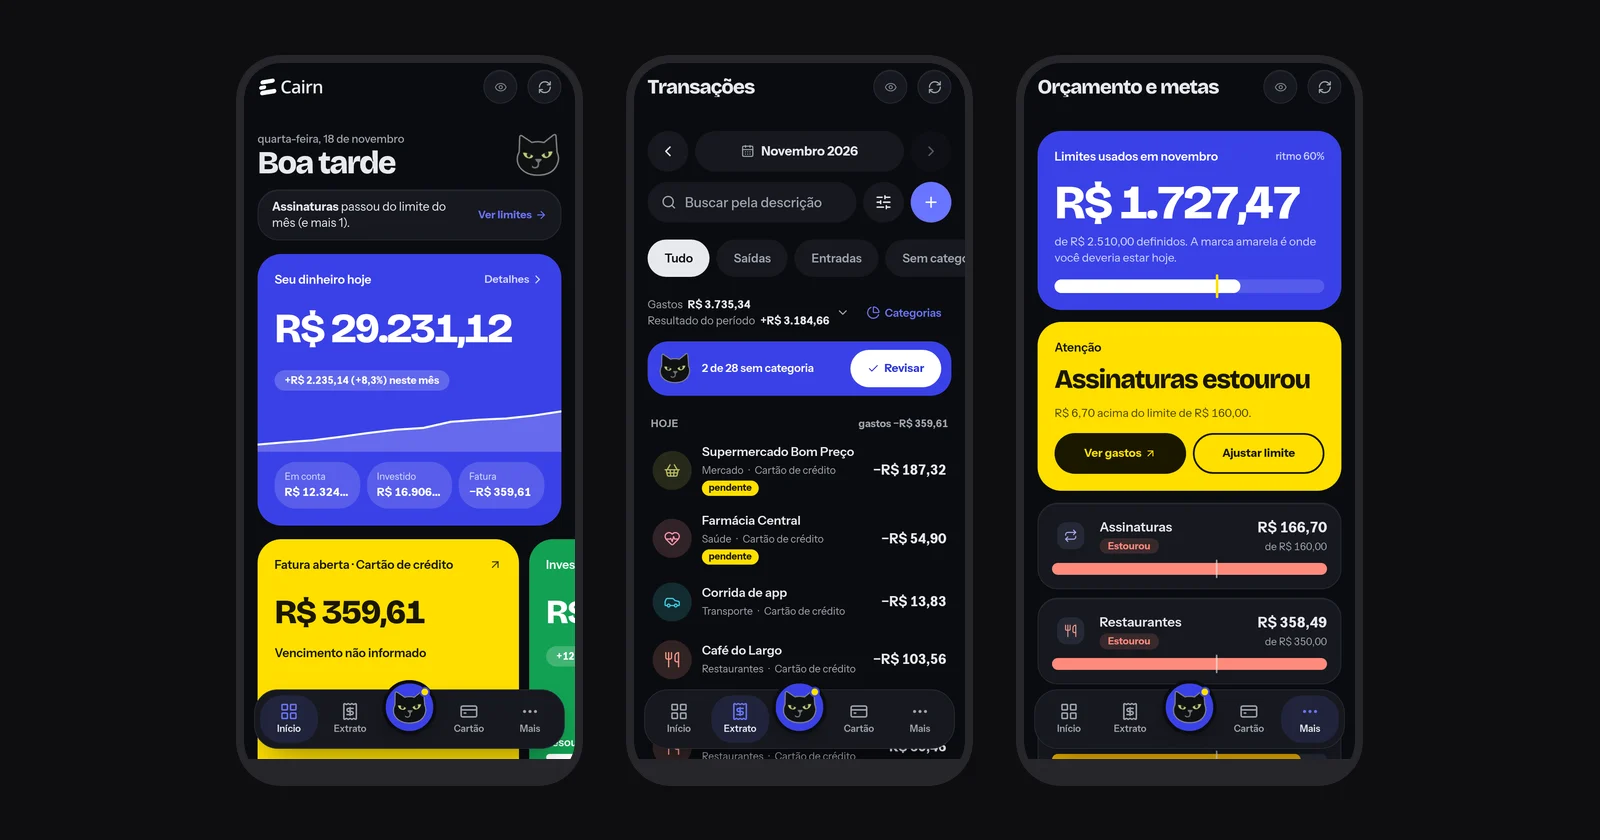 Cairn
quarta-feira, 18 de novembro
Boa tarde
Assinaturas passou do limite do
mês (e mais 1).
Ver limites
Seu dinheiro hoje
Detalhes
R$ 29.231,12
+R$ 2.235,14 (+8,3%) neste mês
Em conta
R$ 12.324...
Investido
R$ 16.906...
Fatura
−R$ 359,61
Fatura aberta · Cartão de crédito
R$ 359,61
Vencimento não informado
Inves
R$
+12
Início
Extrato
Cartão
Mais
Transações
Novembro 2026
Buscar pela descrição
Tudo
Saídas
Entradas
Sem catego
Gastos R$ 3.735,34
Resultado do período +R$ 3.184,66
Categorias
2 de 28 sem categoria
Revisar
HOJE
gastos −R$ 359,61
Supermercado Bom Preço
Mercado · Cartão de crédito
pendente
−R$ 187,32
Farmácia Central
Saúde · Cartão de crédito
pendente
−R$ 54,90
Corrida de app
Transporte · Cartão de crédito
−R$ 13,83
Café do Largo
Restaurantes · Cartão de crédito
−R$ 103,56
Início
Extrato
Cartão
Mais
Restaurantes · Cartão de crédito
Orçamento e metas
Limites usados em novembro
ritmo 60%
R$ 1.727,47
de R$ 2.510,00 definidos. A marca amarela é onde
você deveria estar hoje.
Atenção
Assinaturas estourou
R$ 6,70 acima do limite de R$ 160,00.
Ver gastos
Ajustar limite
Assinaturas
Estourou
R$ 166,70
de R$ 160,00
Restaurantes
Estourou
R$ 358,49
de R$ 350,00
Início
Extrato
Cartão
Mais